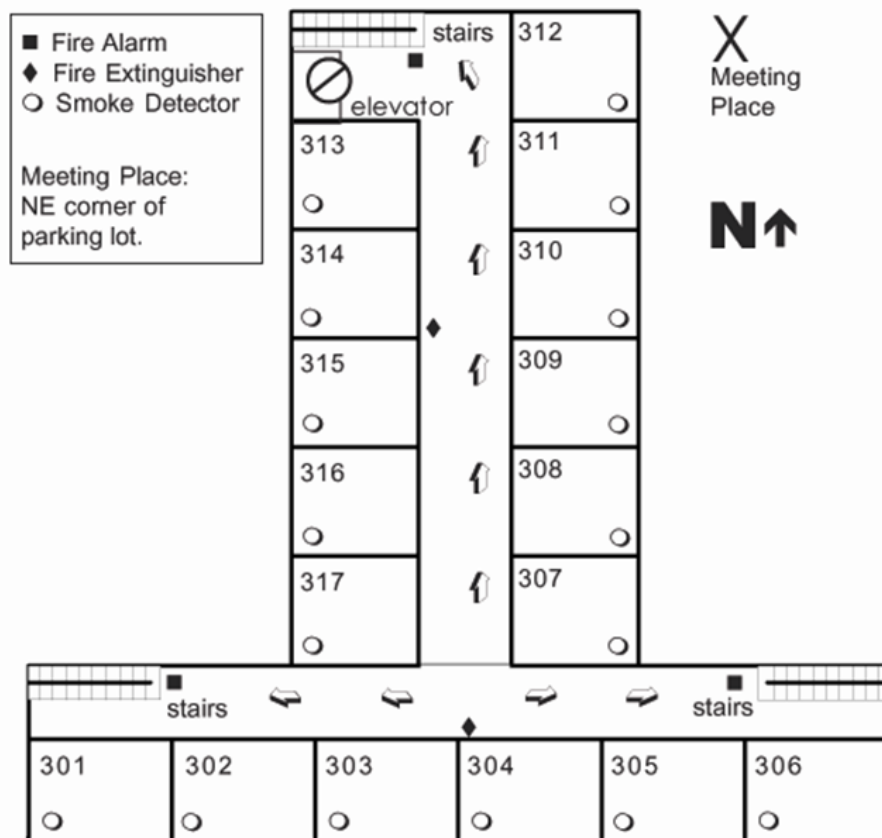 Fire Alarm
Fire Extinguisher
Smoke Detector
Meeting Place:
NE corner of
parking lot.
stairs
elevator
312
X
Meeting
Place
N
313
311
314
310
315
309
316
308
317
307
stairs
stairs
301
302
303
304
305
306